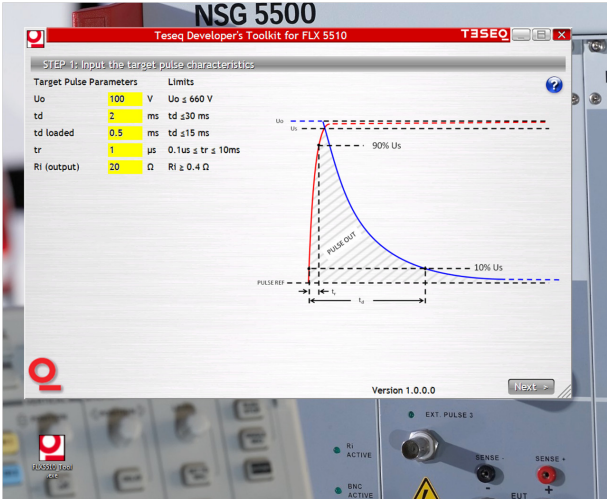 NSG 5500
Teseq Developer's Toolkit for FLX 5510
TESEQ
STEP 1: Input the target pulse characteristics
Target Pulse Parameters Limits
Uo 100 V Uo ≤ 660 V
td 2 ms td ≤30 ms
td loaded 0.5 ms td ≤15 ms
tr 1 µs 0.1us ≤ tr ≤ 10ms
Ri (output) 20 Ω Ri ≥ 0.4 Ω
?
Uo
Us
90% Us
PULSE OUT
10% Us
PULSE REF
tr
td
Version 1.0.0.0
Next >
EXT. PULSE 3
Ri
ACTIVE
SENSE -
SENSE +
BNC
ACTIVE
-
EUT
+